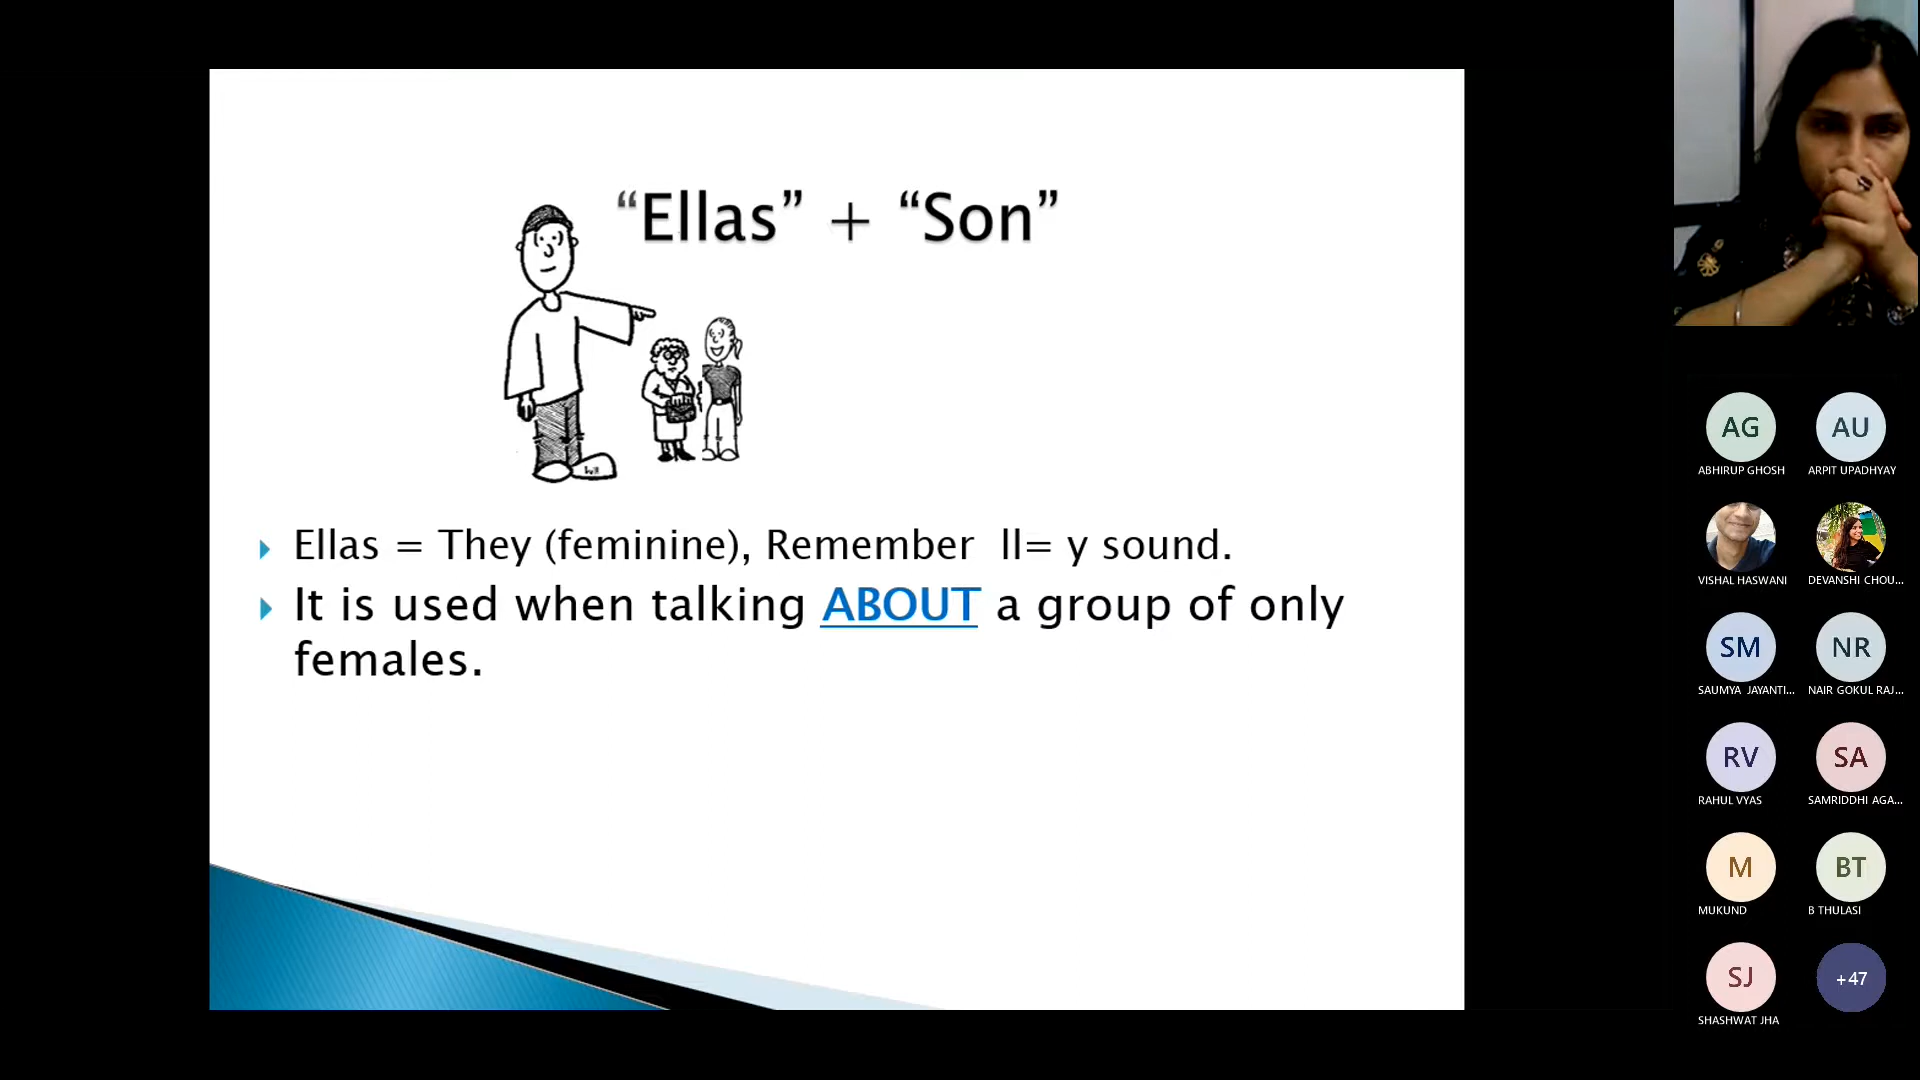 “Ellas” + “Son”
Ellas = They (feminine), Remember ll= y sound.
It is used when talking ABOUT a group of only
females.
AG
AU
ABHIRUP GHOSH
ARPIT UPADHYAY
VISHAL HASWANI
DEVANSHI CHOU...
SM
NR
SAUMYA JAYANTI...
NAIR GOKUL RAJ...
RV
SA
RAHUL VYAS
SAMRIDDHI AGA...
M
BT
MUKUND
B THULASI
SJ
+47
SHASHWAT JHA